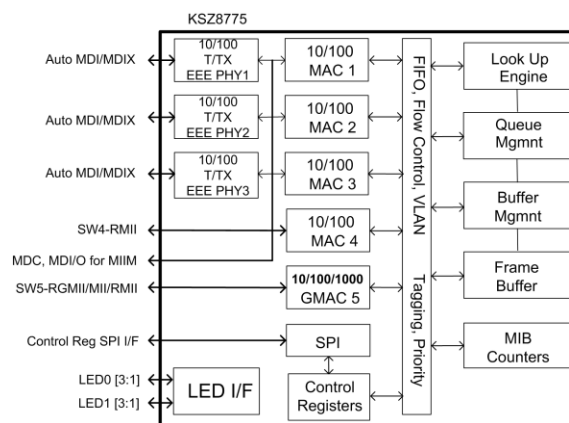 KSZ8775
Auto MDI/MDIX
10/100
T/TX
EEE PHY1
10/100
MAC 1
Look Up
Engine
Auto MDI/MDIX
10/100
T/TX
EEE PHY2
10/100
MAC 2
Queue
Mgmnt
Auto MDI/MDIX
10/100
T/TX
EEE PHY3
10/100
MAC 3
FIFO, Flow Control, VLAN Tagging, Priority
Buffer
Mgmnt
SW4-RMII
10/100
MAC 4
MDC, MDI/O for MIIM
Frame
Buffer
SW5-RGMII/MII/RMII
10/100/1000
GMAC 5
Control Reg SPI I/F
SPI
MIB
Counters
LED0 [3:1]
LED1 [3:1]
LED I/F
Control
Registers